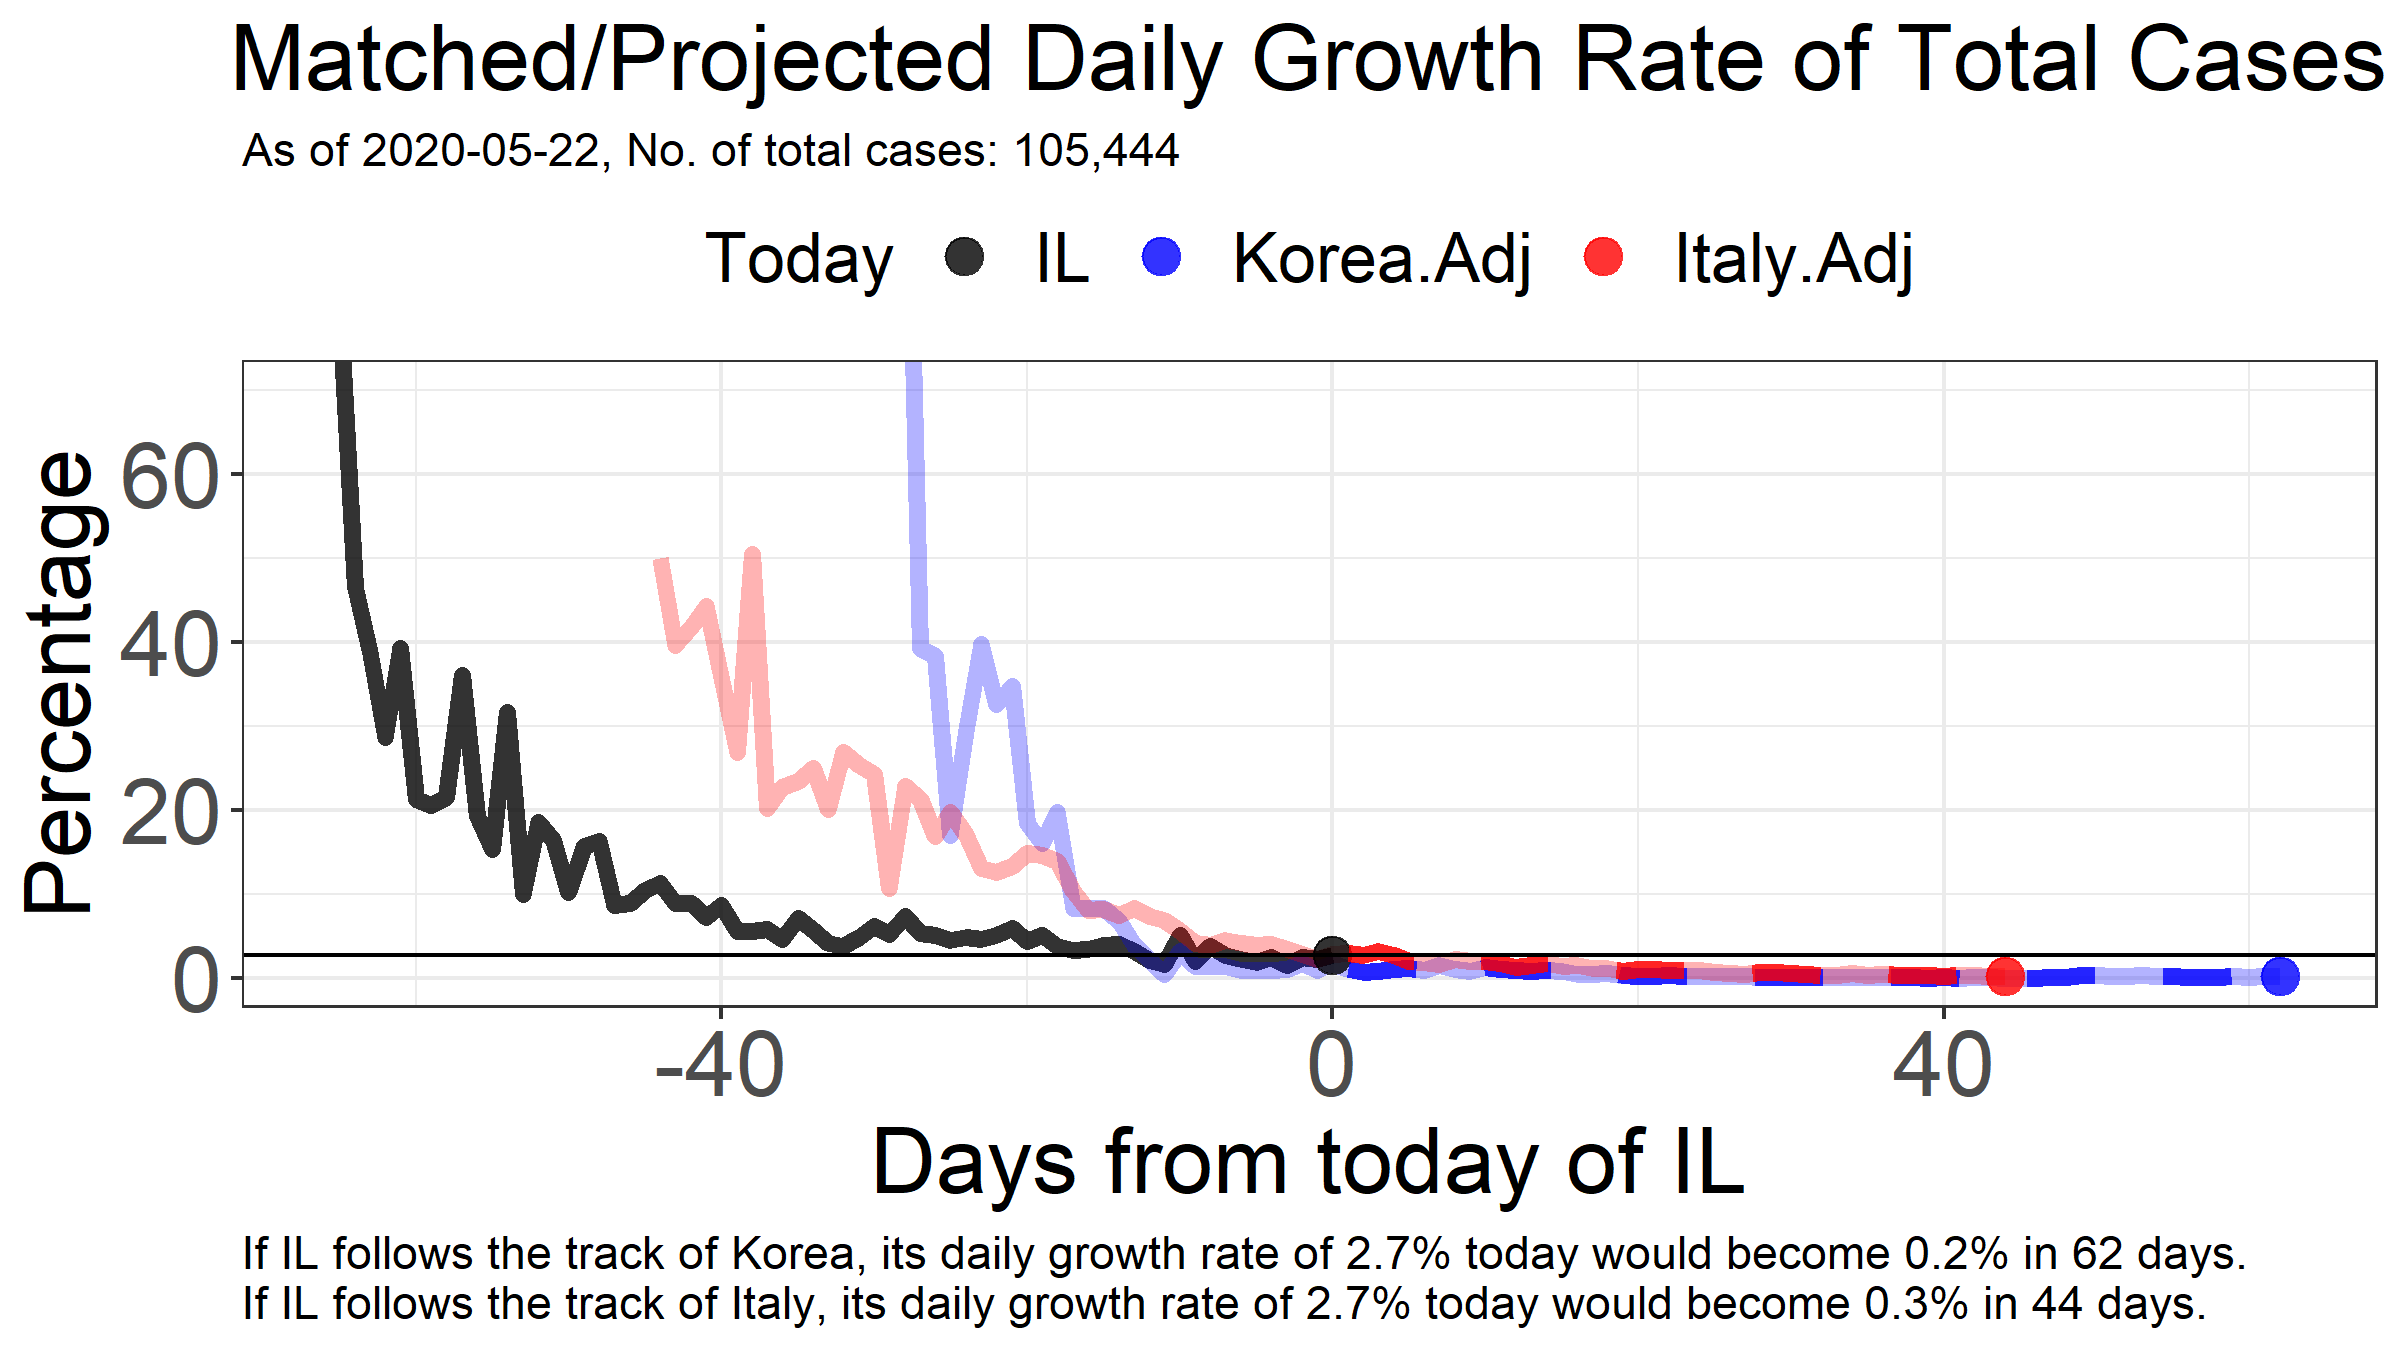 Matched/Projected Daily Growth Rate of Total Cases
As of 2020-05-22, No. of total cases: 105,444
Today IL Korea.Adj Italy.Adj
Percentage
60
40
20
0
-40 0 40
Days from today of IL
If IL follows the track of Korea, its daily growth rate of 2.7% today would become 0.2% in 62 days.
If IL follows the track of Italy, its daily growth rate of 2.7% today would become 0.3% in 44 days.